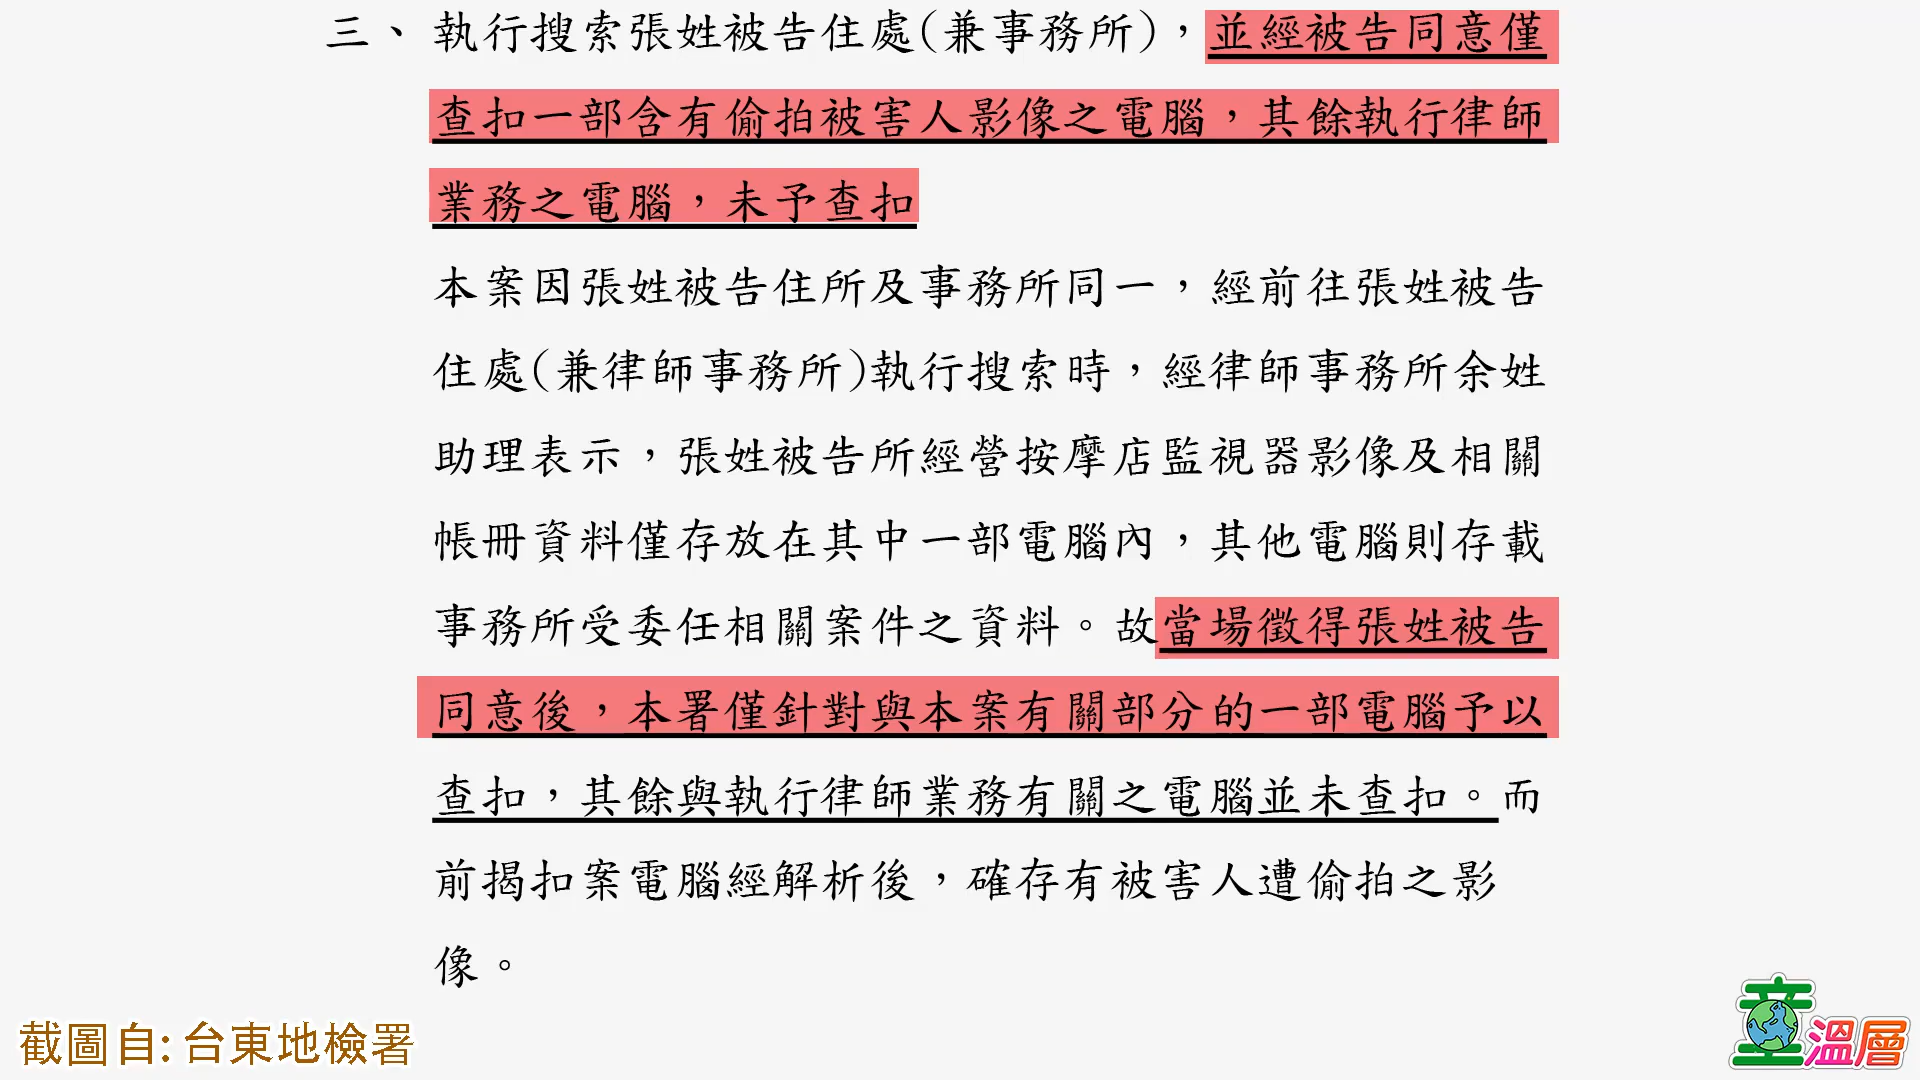 三、執行搜索張姓被告住處(兼事務所)，並經被告同意僅
查扣一部含有偷拍被害人影像之電腦，其餘執行律師
業務之電腦，未予查扣
本案因張姓被告住所及事務所同一，經前往張姓被告
住處(兼律師事務所)執行搜索時，經律師事務所余姓
助理表示，張姓被告所經營按摩店監視器影像及相關
帳冊資料僅存放在其中一部電腦內，其他電腦則存載
事務所受委任相關案件之資料。故當場徵得張姓被告
同意後，本署僅針對與本案有關部分的一部電腦予以
查扣，其餘與執行律師業務有關之電腦並未查扣。而
前揭扣案電腦經解析後，確存有被害人遭偷拍之影
像。
截圖自:台東地檢署
童溫層